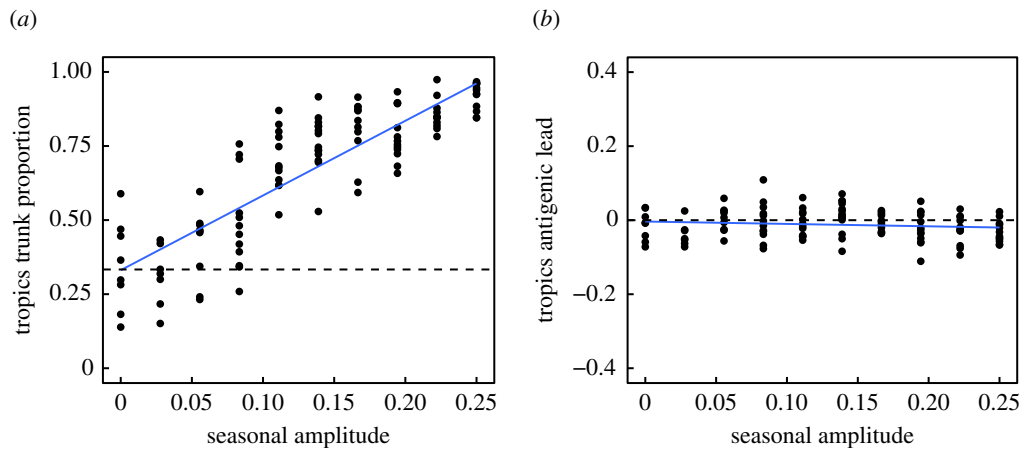 (a)
1.00
0.75
0.50
0.25
0
tropics trunk proportion
0 0.05 0.10 0.15 0.20 0.25
seasonal amplitude
(b)
0.4
0.2
0
−0.2
−0.4
tropics antigenic lead
0 0.05 0.10 0.15 0.20 0.25
seasonal amplitude